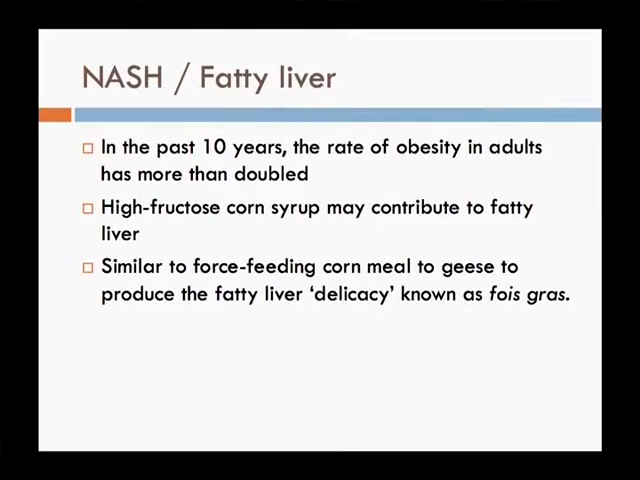 NASH / Fatty liver
In the past 10 years, the rate of obesity in adults
has more than doubled
High-fructose corn syrup may contribute to fatty
liver
Similar to force-feeding corn meal to geese to
produce the fatty liver ‘delicacy’ known as fois gras.